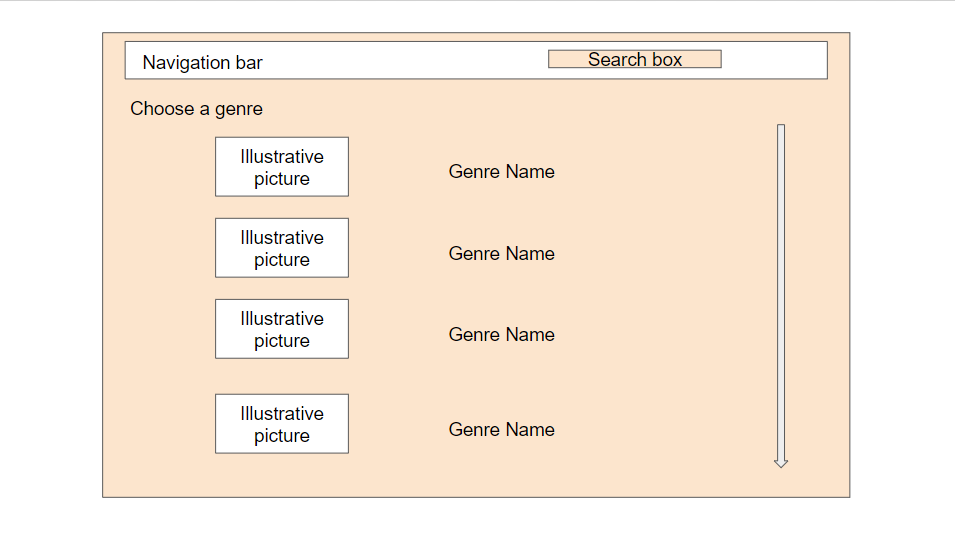 Navigation bar
Search box
Choose a genre
Illustrative
picture
Genre Name
Illustrative
picture
Genre Name
Illustrative
picture
Genre Name
Illustrative
picture
Genre Name